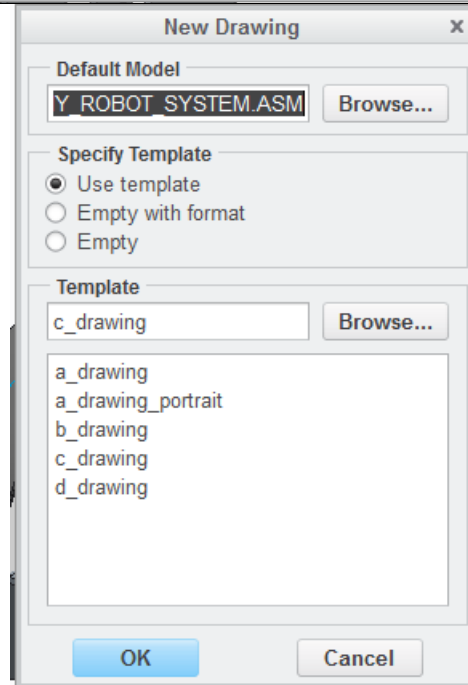 New Drawing
Default Model
Y_ROBOT_SYSTEM.ASM Browse...
Specify Template
Use template
Empty with format
Empty
Template
c_drawing Browse...
a_drawing
a_drawing_portrait
b_drawing
c_drawing
d_drawing
OK Cancel